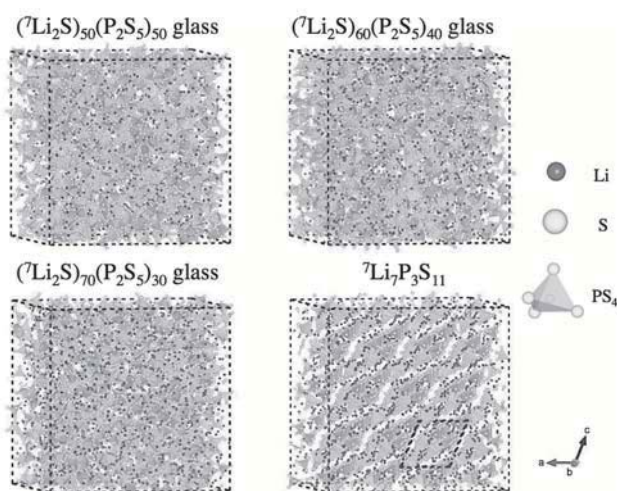 (⁷Li₂S)₅₀(P₂S₅)₅₀ glass
(⁷Li₂S)₆₀(P₂S₅)₄₀ glass
Li
S
PS₄
(⁷Li₂S)₇₀(P₂S₅)₃₀ glass
⁷Li₇P₃S₁₁
c
a
b